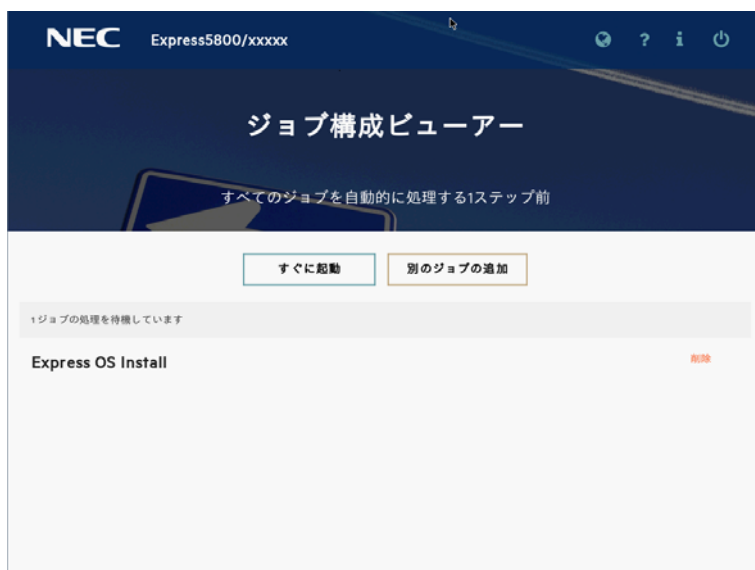 NEC Express5800/xxxxx
ジョブ構成ビューアー
すべてのジョブを自動的に処理する1ステップ前
すぐに起動 別のジョブの追加
1ジョブの処理を待機しています
Express OS Install 削除